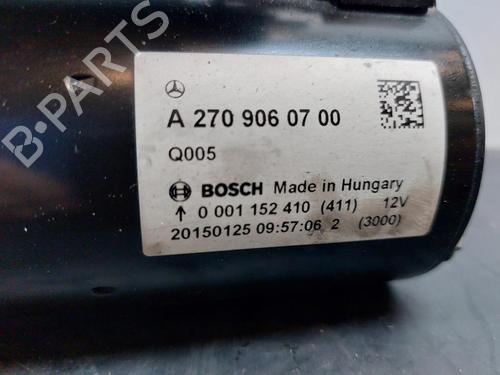 A 270 906 07 00
Q005
BOSCH Made in Hungary
↑ 0 001 152 410 (411) 12V
20150125 09:57:06 2 (3000)
B-PARTS